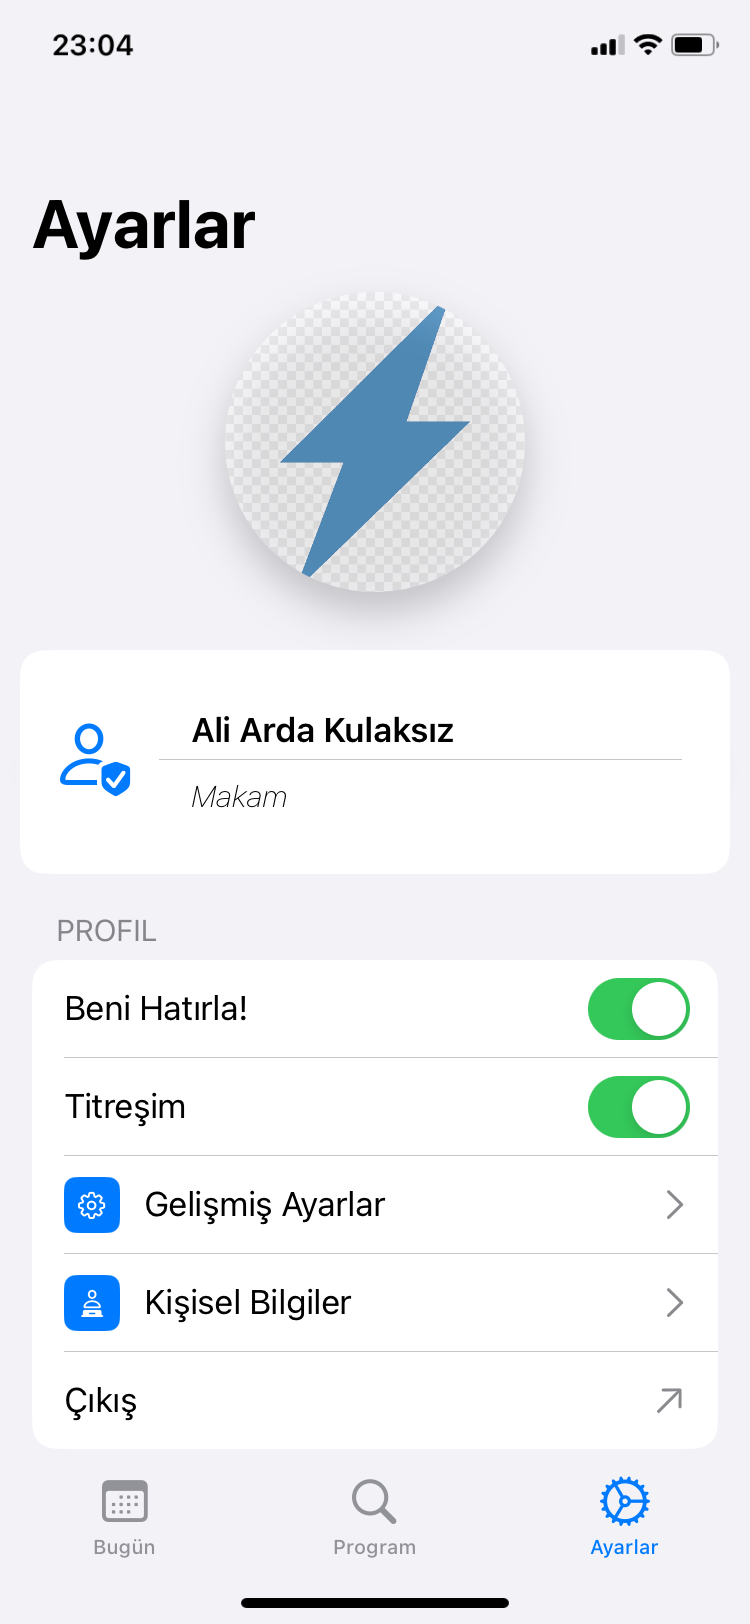 23:04
Ayarlar
Ali Arda Kulaksız
Makam
PROFIL
Beni Hatırla!
Titreşim
Gelişmiş Ayarlar
Kişisel Bilgiler
Çıkış
Bugün
Program
Ayarlar